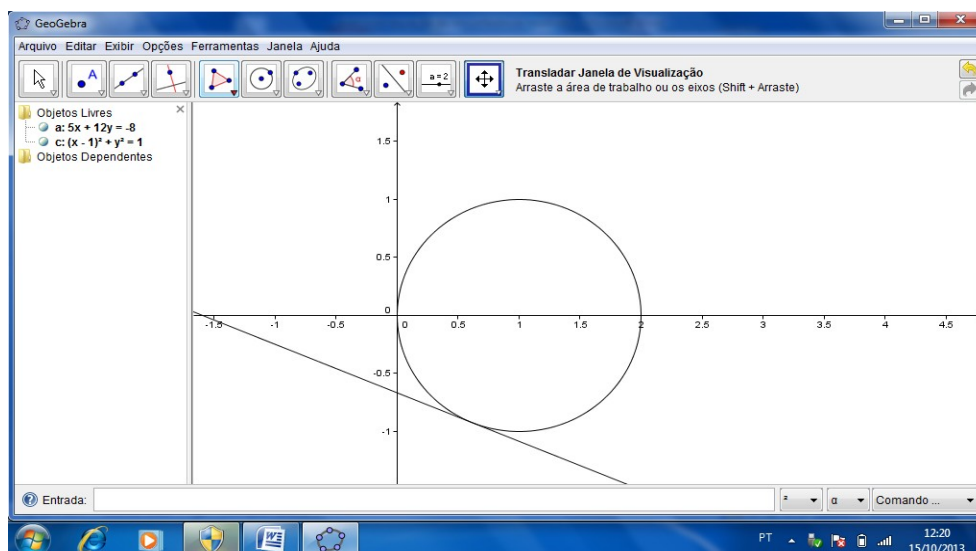 GeoGebra
Arquivo Editar Exibir Opções Ferramentas Janela Ajuda
A
α
a = 2
Transladar Janela de Visualização
Arraste a área de trabalho ou os eixos (Shift + Arraste)
Objetos Livres
a: 5x + 12y = -8
c: (x - 1)² + y² = 1
Objetos Dependentes
1.5
1
0.5
0
-1.5 -1 -0.5 0 0.5 1 1.5 2 2.5 3 3.5 4 4.5
-0.5
-1
Entrada:
² α Comando ...
PT 12:20
15/10/2013